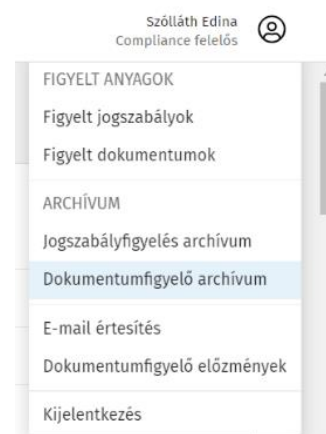 Szólláth Edina
Compliance felelős
FIGYELT ANYAGOK
Figyelt jogszabályok
Figyelt dokumentumok
ARCHÍVUM
Jogszabályfigyelés archívum
Dokumentumfigyelő archívum
E-mail értesítés
Dokumentumfigyelő előzmények
Kijelentkezés